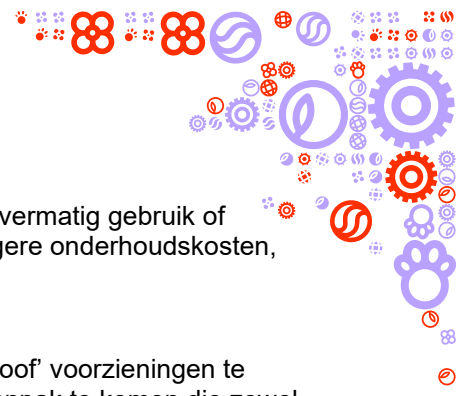 vermatig gebruik of
gere onderhoudskosten,
oof’ voorzieningen te